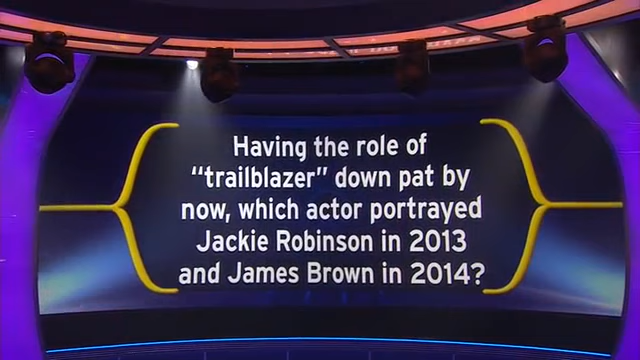 Having the role of
“trailblazer” down pat by
now, which actor portrayed
Jackie Robinson in 2013
and James Brown in 2014?